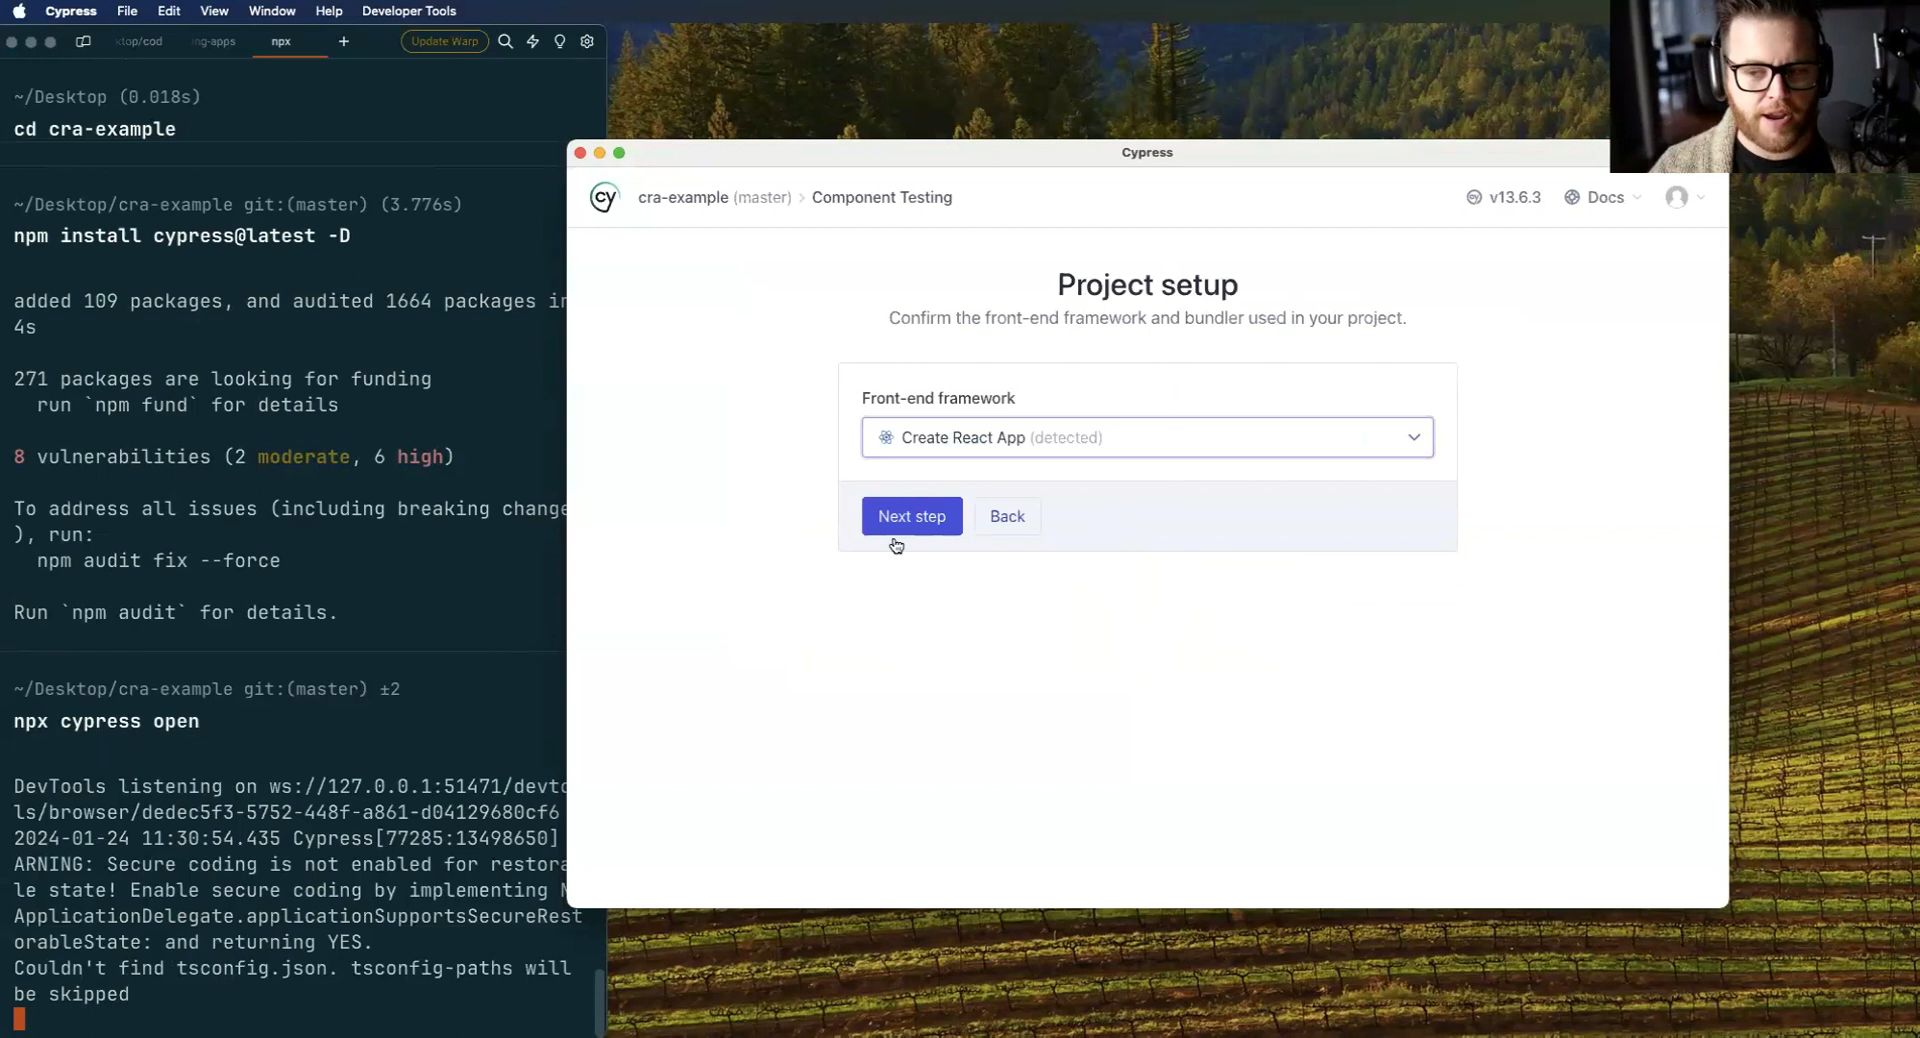 Cypress File Edit View Window Help Developer Tools
ktop/cod ng-apps npx + Update Warp
~/Desktop (0.018s)
cd cra-example
~/Desktop/cra-example git:(master) (3.776s)
npm install cypress@latest -D
added 109 packages, and audited 1664 packages in
4s
271 packages are looking for funding
run `npm fund` for details
8 vulnerabilities (2 moderate, 6 high)
To address all issues (including breaking change
), run:
npm audit fix --force
Run `npm audit` for details.
~/Desktop/cra-example git:(master) ±2
npx cypress open
DevTools listening on ws://127.0.0.1:51471/devto
ls/browser/dedec5f3-5752-448f-a861-d04129680cf6
2024-01-24 11:30:54.435 Cypress[77285:13498650]
ARNING: Secure coding is not enabled for restora
le state! Enable secure coding by implementing N
ApplicationDelegate.applicationSupportsSecureRest
orableState: and returning YES.
Couldn't find tsconfig.json. tsconfig-paths will
be skipped
Cypress
cy cra-example (master) > Component Testing
v13.6.3 Docs
Project setup
Confirm the front-end framework and bundler used in your project.
Front-end framework
Create React App (detected)
Next step Back